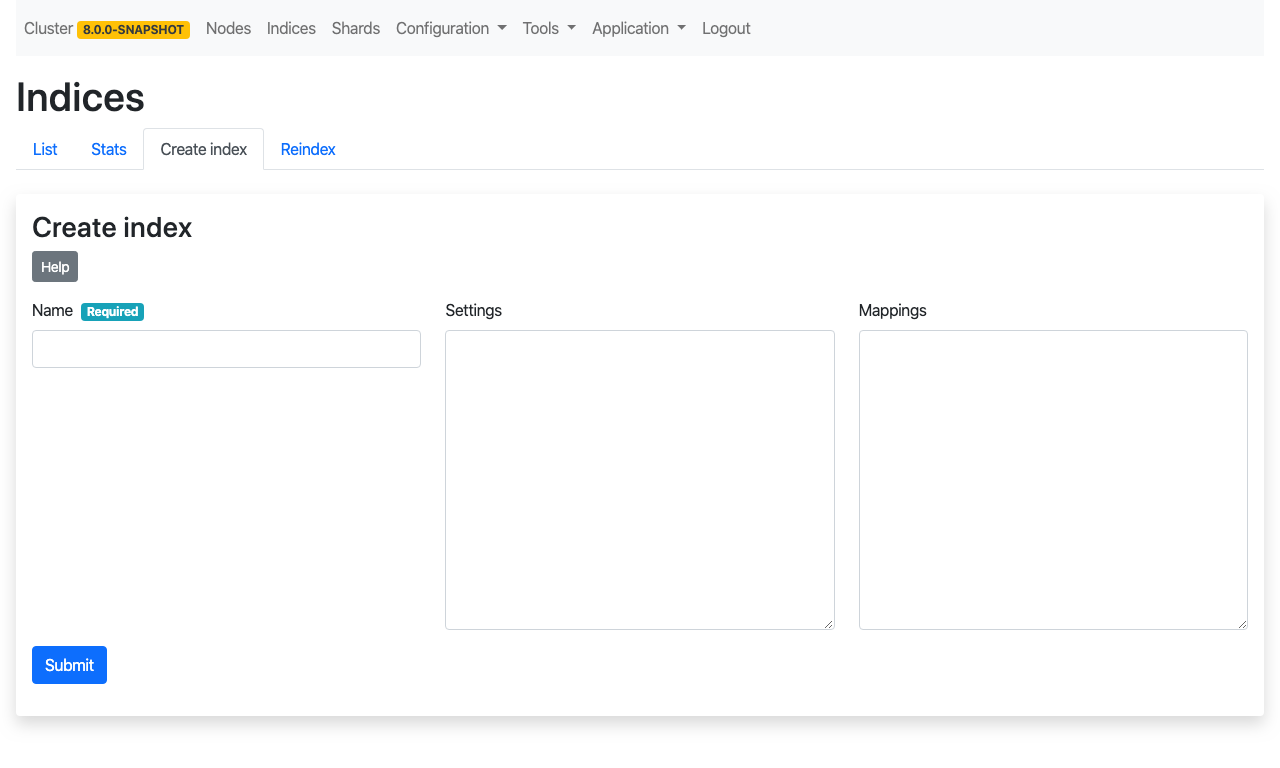 Cluster 8.0.0-SNAPSHOT Nodes Indices Shards Configuration Tools Application Logout
Indices
List Stats Create index Reindex
Create index
Help
Name Required Settings Mappings
Submit